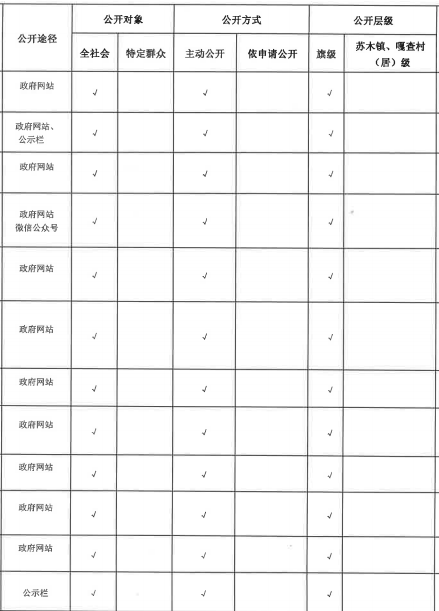 公开途径 公开对象 公开方式 公开层级
全社会 特定群众 主动公开 依申请公开 旗级 苏木镇、嘎查村
（居）级
政府网站 √ √ √
政府网站、
公示栏 √ √ √
政府网站 √ √ √
政府网站
微信公众号 √ √ √
政府网站 √ √ √
政府网站 √ √ √
政府网站 √ √ √
政府网站 √ √ √
政府网站 √ √ √
政府网站 √ √ √
政府网站 √ √ √
公示栏 √ √ √